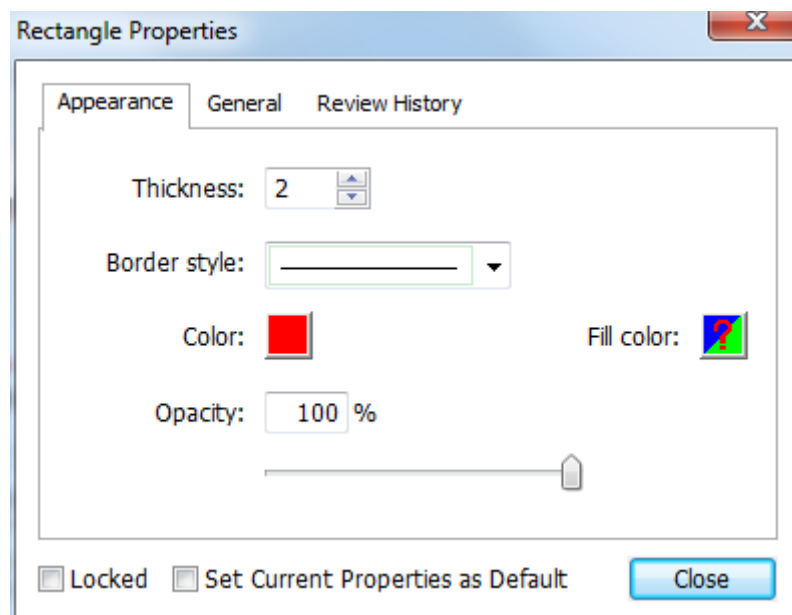 Rectangle Properties
Appearance General Review History
Thickness: 2
Border style:
Color: Fill color: ?
Opacity: 100 %
Locked Set Current Properties as Default Close